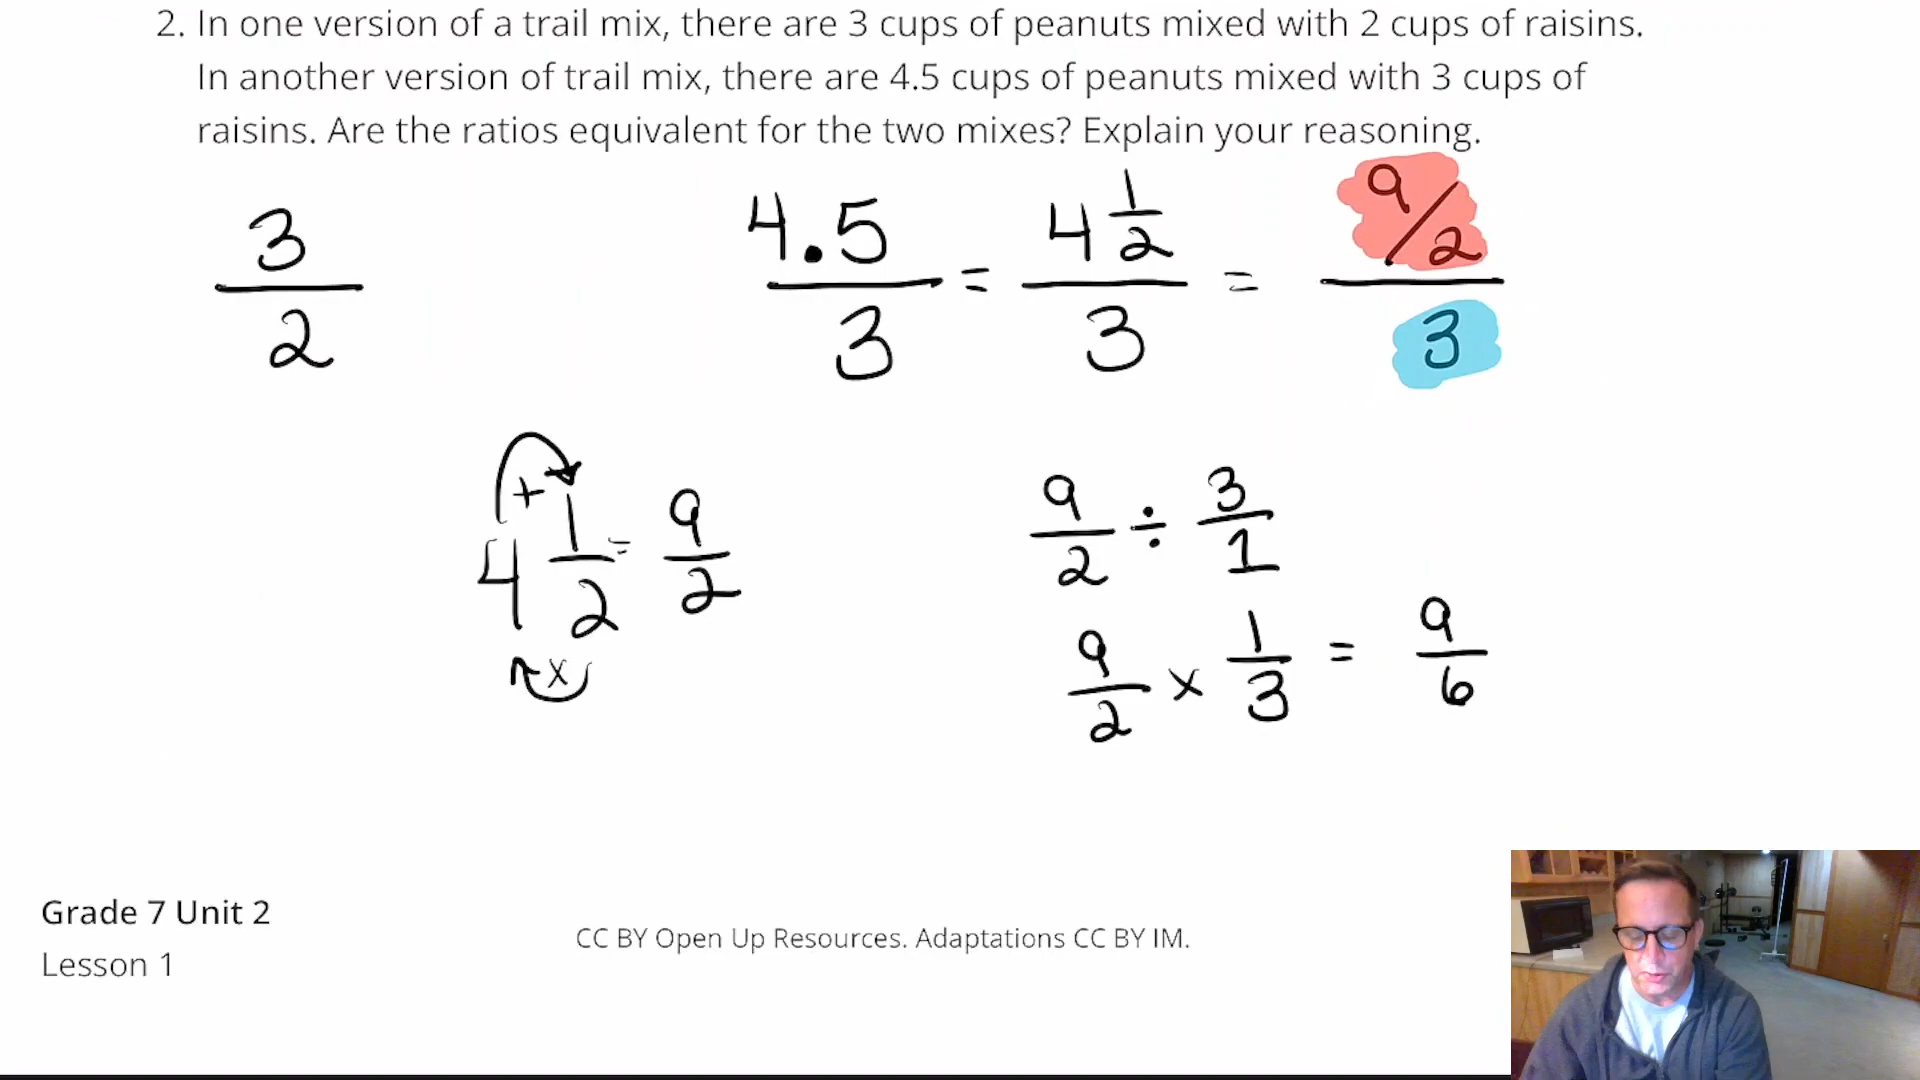 2. In one version of a trail mix, there are 3 cups of peanuts mixed with 2 cups of raisins.
In another version of trail mix, there are 4.5 cups of peanuts mixed with 3 cups of
raisins. Are the ratios equivalent for the two mixes? Explain your reasoning.
3/2
4.5/3 = 4 1/2 / 3 = 9/2 / 3
+
4 1/2 = 9/2
x
9/2 ÷ 3/1
9/2 x 1/3 = 9/6
Grade 7 Unit 2
Lesson 1
CC BY Open Up Resources. Adaptations CC BY IM.